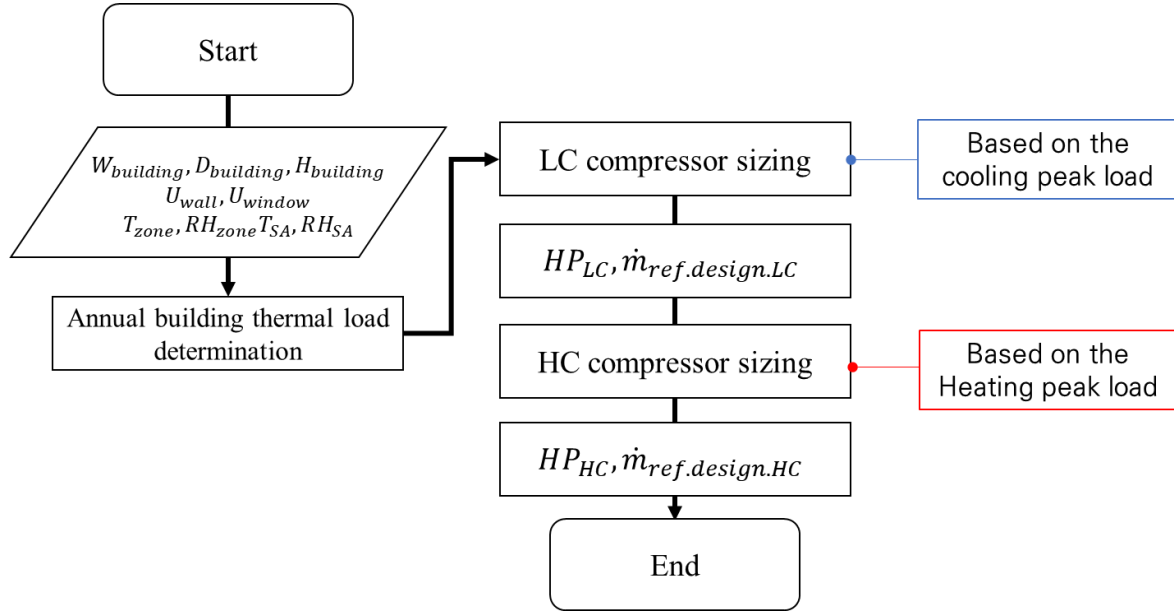 Start
W_building, D_building, H_building
U_wall, U_window
T_zone, RH_zone T_SA, RH_SA
Annual building thermal load
determination
LC compressor sizing
Based on the
cooling peak load
HP_LC, ṁ_ref.design.LC
HC compressor sizing
Based on the
Heating peak load
HP_HC, ṁ_ref.design.HC
End